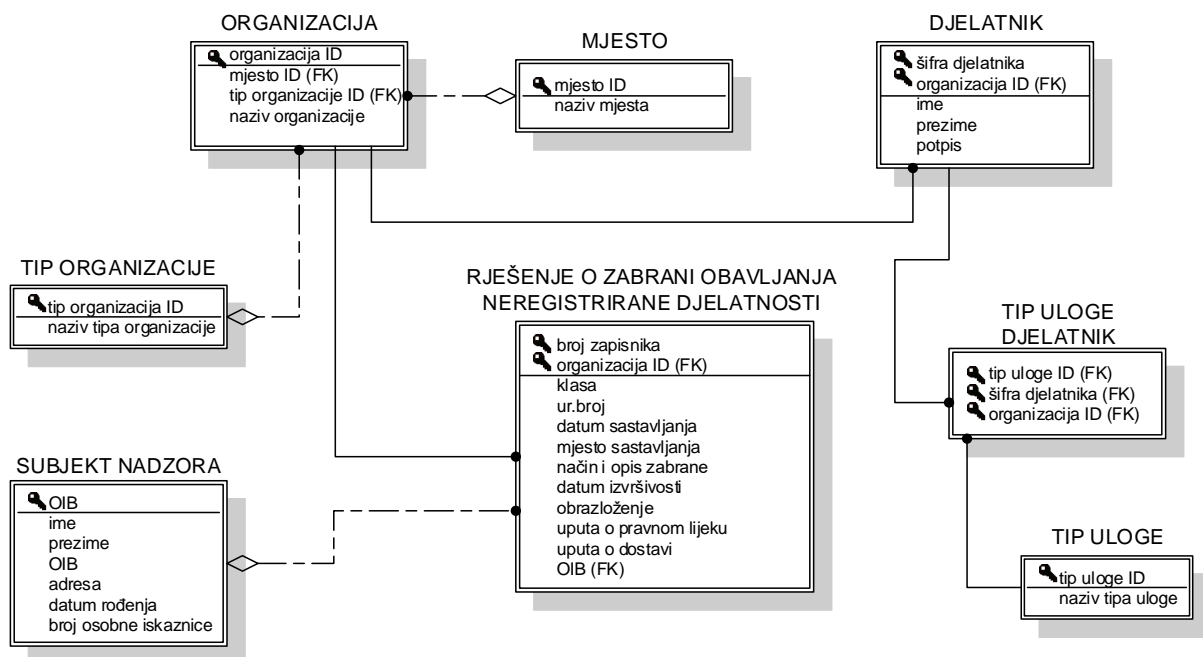 ORGANIZACIJA
organizacija ID
mjesto ID (FK)
tip organizacije ID (FK)
naziv organizacije
MJESTO
mjesto ID
naziv mjesta
DJELATNIK
šifra djelatnika
organizacija ID (FK)
ime
prezime
potpis
TIP ORGANIZACIJE
tip organizacija ID
naziv tipa organizacije
RJEŠENJE O ZABRANI OBAVLJANJA
NEREGISTRIRANE DJELATNOSTI
broj zapisnika
organizacija ID (FK)
klasa
ur.broj
datum sastavljanja
mjesto sastavljanja
način i opis zabrane
datum izvršivosti
obrazloženje
uputa o pravnom lijeku
uputa o dostavi
OIB (FK)
TIP ULOGE
DJELATNIK
tip uloge ID (FK)
šifra djelatnika (FK)
organizacija ID (FK)
SUBJEKT NADZORA
OIB
ime
prezime
OIB
adresa
datum rođenja
broj osobne iskaznice
TIP ULOGE
tip uloge ID
naziv tipa uloge